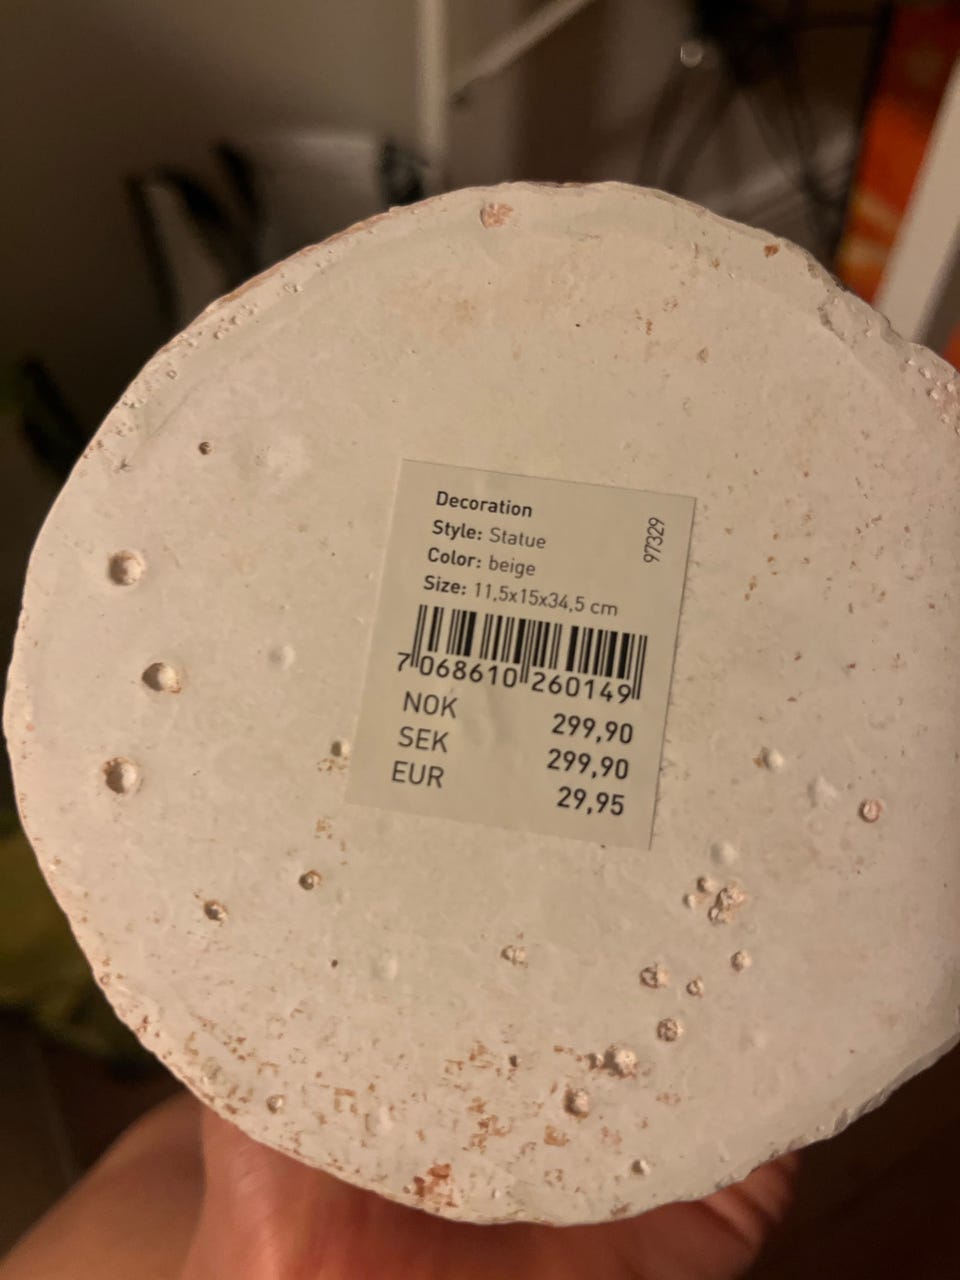 Decoration
Style: Statue
Color: beige
Size: 11,5x15x34,5 cm
97329
7 068610 260149
NOK 299,90
SEK 299,90
EUR 29,95